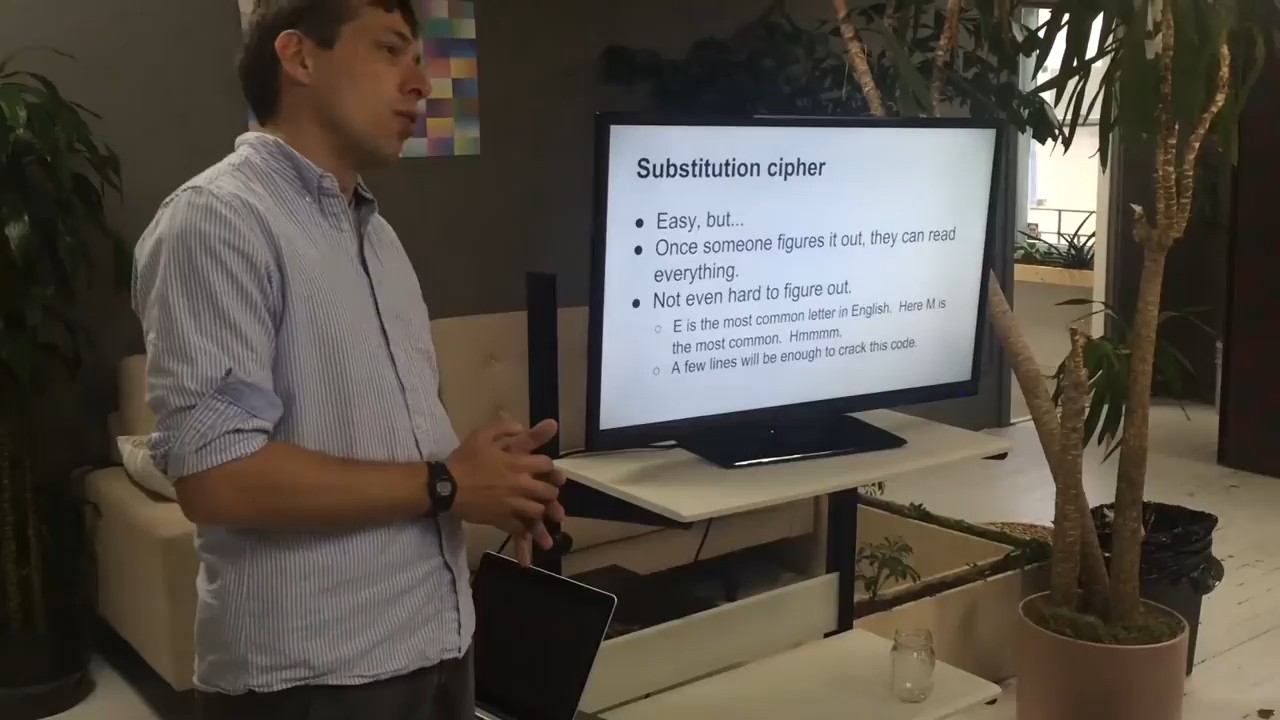 Substitution cipher
● Easy, but...
● Once someone figures it out, they can read
everything.
● Not even hard to figure out.
○ E is the most common letter in English. Here M is
the most common. Hmmmm.
○ A few lines will be enough to crack this code.